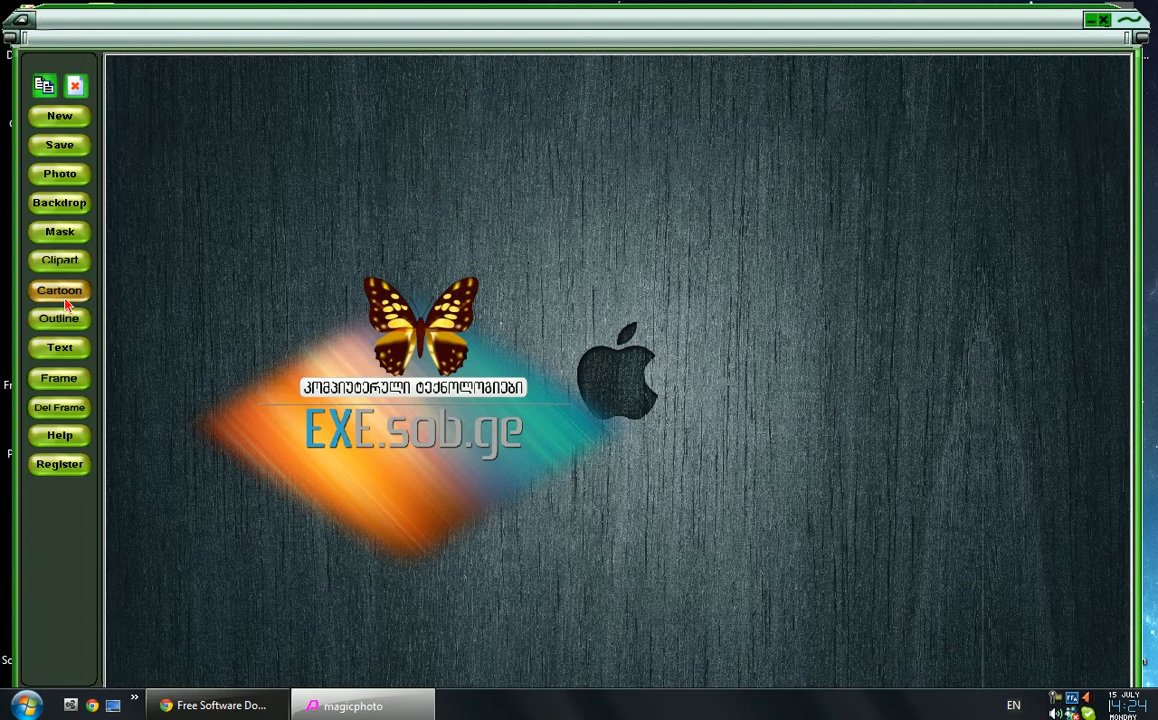 New
Save
Photo
Backdrop
Mask
Clipart
Cartoon
Outline
Text
Frame
Del Frame
Help
Register
კომპიუტერული ტექნოლოგიები
EXE.sob.ge
»
Free Software Do...
magicphoto
EN
15 JULY
14:24
MONDAY